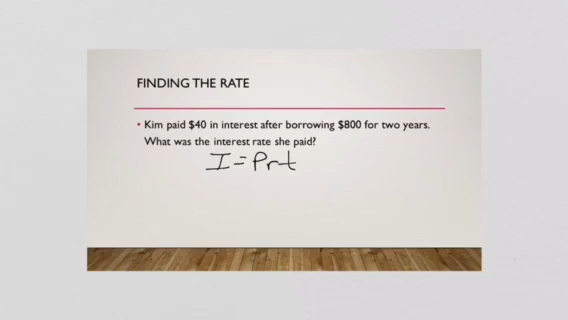 FINDING THE RATE
• Kim paid $40 in interest after borrowing $800 for two years.
What was the interest rate she paid?
I = Prt